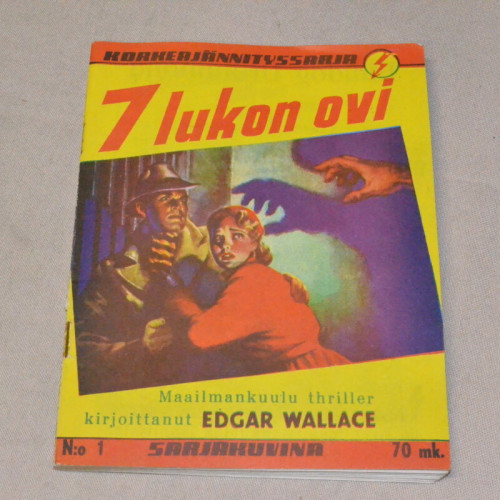 KORKEAJÄNNITYSSARJA
7 lukon ovi
Maailmankuulu thriller
kirjoittanut EDGAR WALLACE
N:o 1 SARJAKUVINA 70 mk.